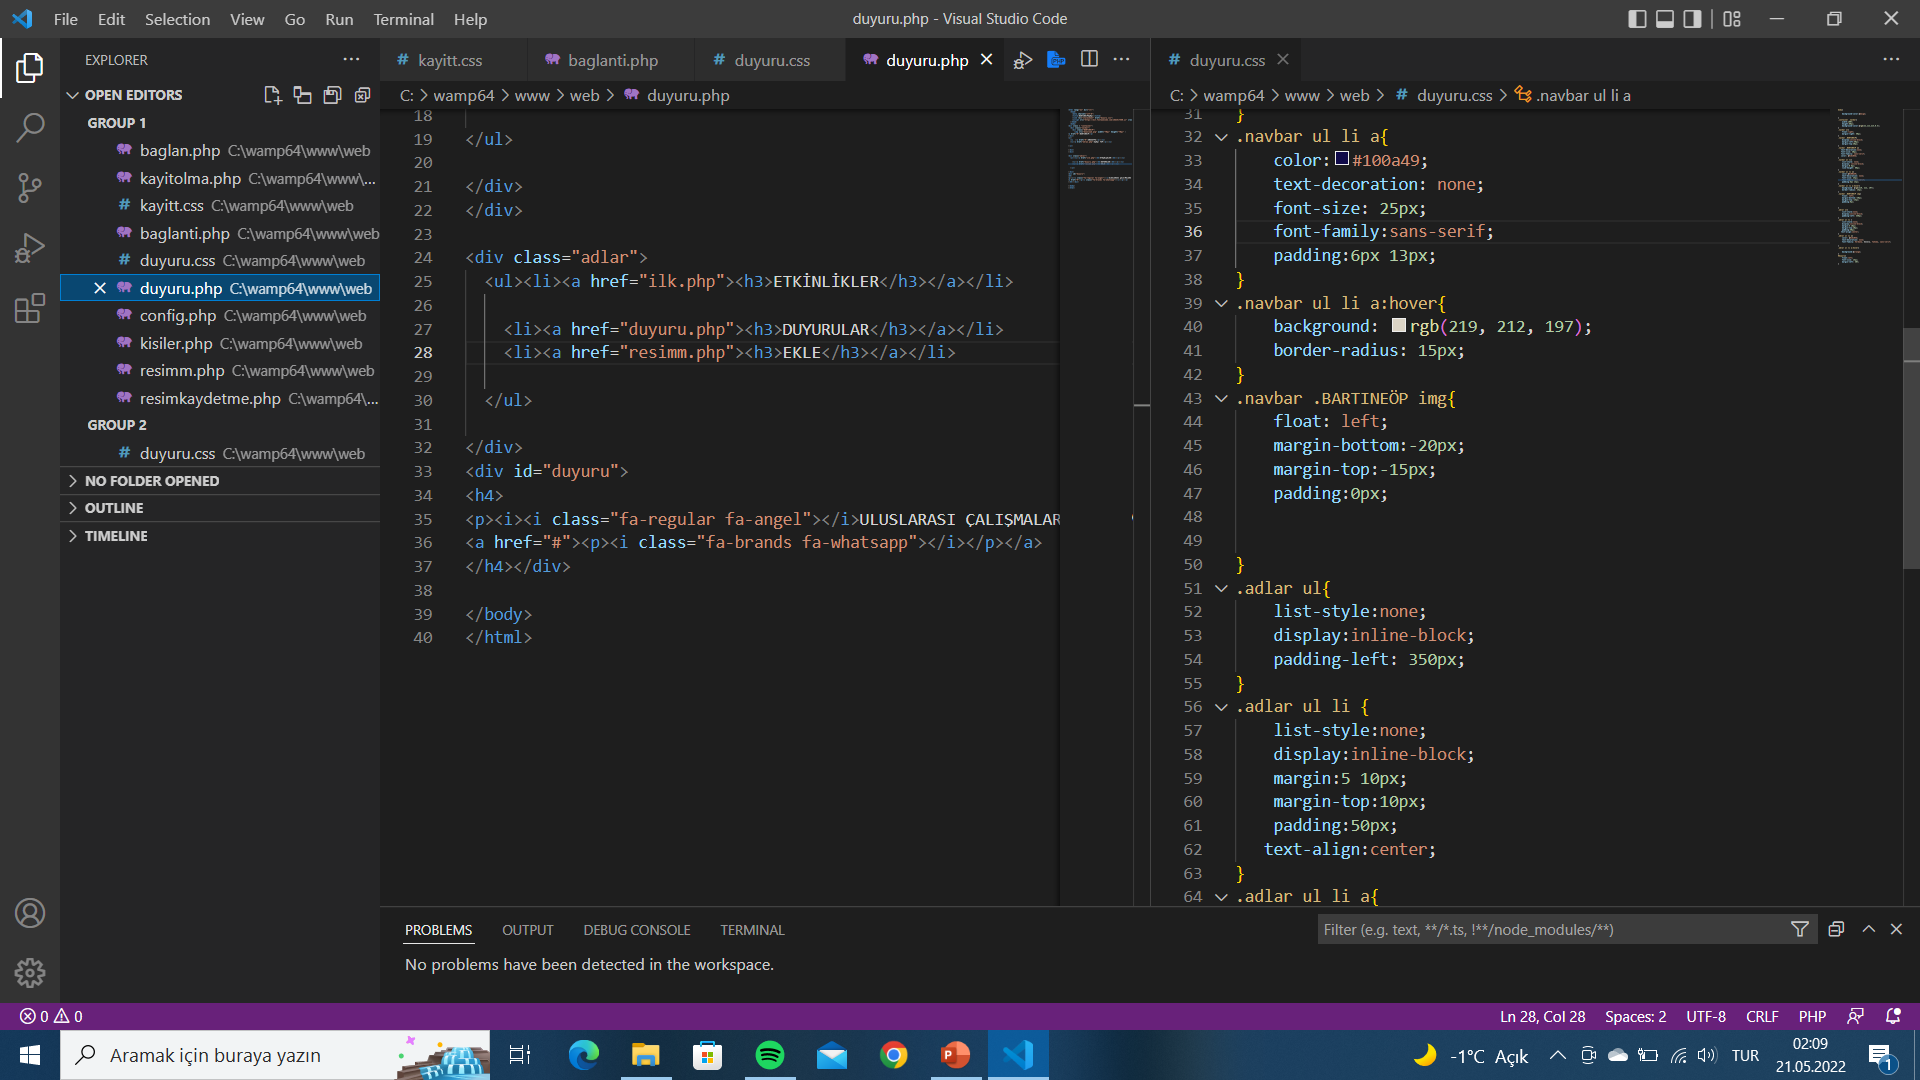 File Edit Selection View Go Run Terminal Help
duyuru.php - Visual Studio Code
EXPLORER
OPEN EDITORS
GROUP 1
baglan.php C:\wamp64\www\web
kayitolma.php C:\wamp64\www\...
# kayitt.css C:\wamp64\www\web
baglanti.php C:\wamp64\www\web
# duyuru.css C:\wamp64\www\web
duyuru.php C:\wamp64\www\web
config.php C:\wamp64\www\web
kisiler.php C:\wamp64\www\web
resimm.php C:\wamp64\www\web
resimkaydetme.php C:\wamp64\...
GROUP 2
# duyuru.css C:\wamp64\www\web
NO FOLDER OPENED
OUTLINE
TIMELINE
# kayitt.css baglanti.php # duyuru.css duyuru.php
C: > wamp64 > www > web > duyuru.php
18
19 </ul>
20
21 </div>
22 </div>
23
24 <div class="adlar">
25 <ul><li><a href="ilk.php"><h3>ETKİNLİKLER</h3></a></li>
26
27 <li><a href="duyuru.php"><h3>DUYURULAR</h3></a></li>
28 <li><a href="resimm.php"><h3>EKLE</h3></a></li>
29
30 </ul>
31
32 </div>
33 <div id="duyuru">
34 <h4>
35 <p><i><i class="fa-regular fa-angel"></i>ULUSLARASI ÇALIŞMALAR
36 <a href="#"><p><i class="fa-brands fa-whatsapp"></i></p></a>
37 </h4></div>
38
39 </body>
40 </html>
# duyuru.css
C: > wamp64 > www > web > # duyuru.css > .navbar ul li a
31 }
32 .navbar ul li a{
33 color: #100a49;
34 text-decoration: none;
35 font-size: 25px;
36 font-family:sans-serif;
37 padding:6px 13px;
38 }
39 .navbar ul li a:hover{
40 background: rgb(219, 212, 197);
41 border-radius: 15px;
42 }
43 .navbar .BARTINEÖP img{
44 float: left;
45 margin-bottom:-20px;
46 margin-top:-15px;
47 padding:0px;
48
49
50 }
51 .adlar ul{
52 list-style:none;
53 display:inline-block;
54 padding-left: 350px;
55 }
56 .adlar ul li {
57 list-style:none;
58 display:inline-block;
59 margin:5 10px;
60 margin-top:10px;
61 padding:50px;
62 text-align:center;
63 }
64 .adlar ul li a{
PROBLEMS OUTPUT DEBUG CONSOLE TERMINAL
Filter (e.g. text, **/*.ts, !**/node_modules/**)
No problems have been detected in the workspace.
0 0
Ln 28, Col 28 Spaces: 2 UTF-8 CRLF PHP
Aramak için buraya yazın
-1°C Açık
TUR
02:09
21.05.2022
1